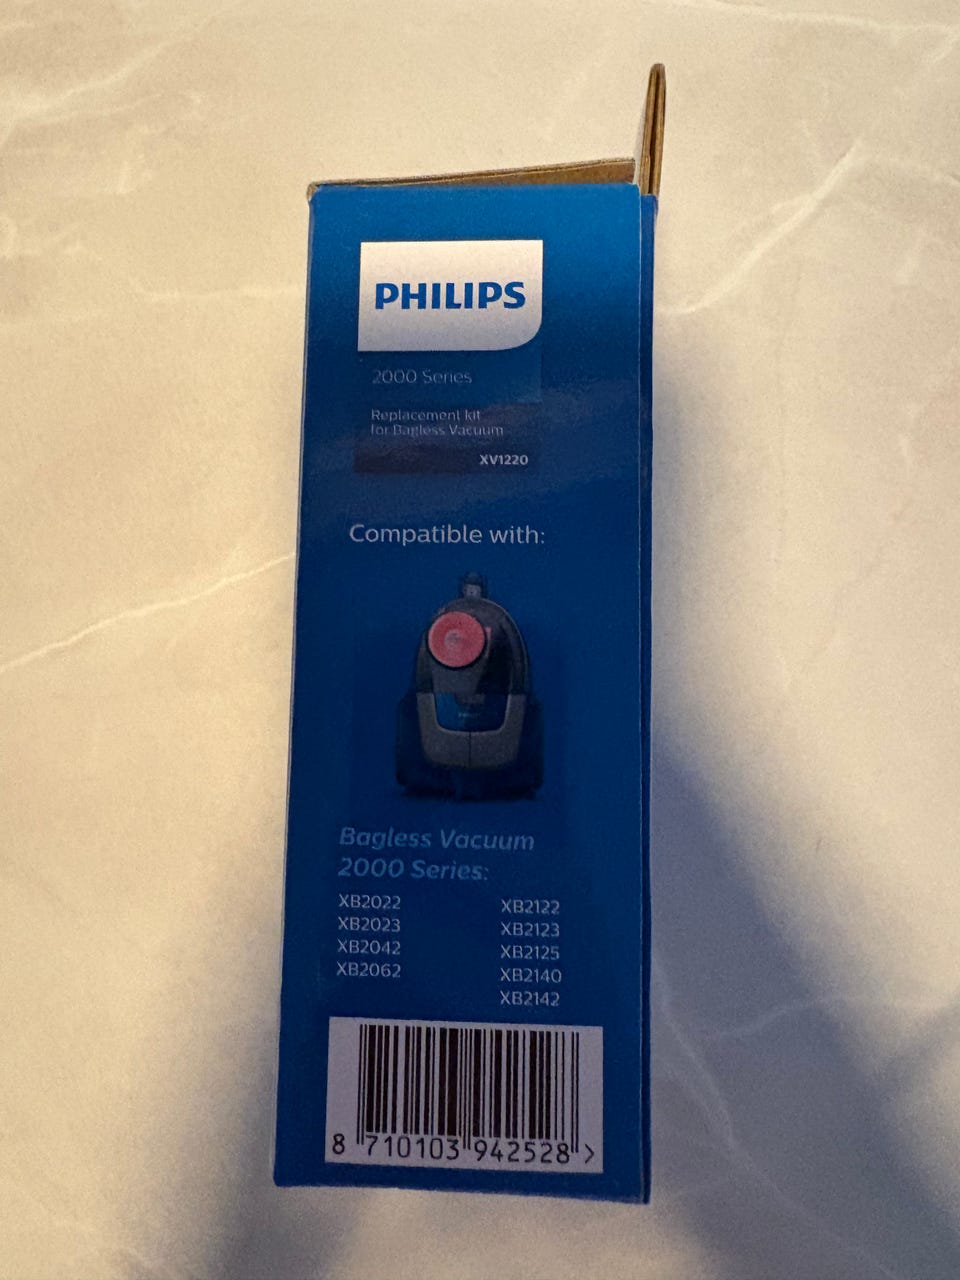 PHILIPS
2000 Series
Replacement kit
for Bagless Vacuum
XV1220
Compatible with:
Bagless Vacuum
2000 Series:
XB2022
XB2023
XB2042
XB2062
XB2122
XB2123
XB2125
XB2140
XB2142
8 710103 942528 >